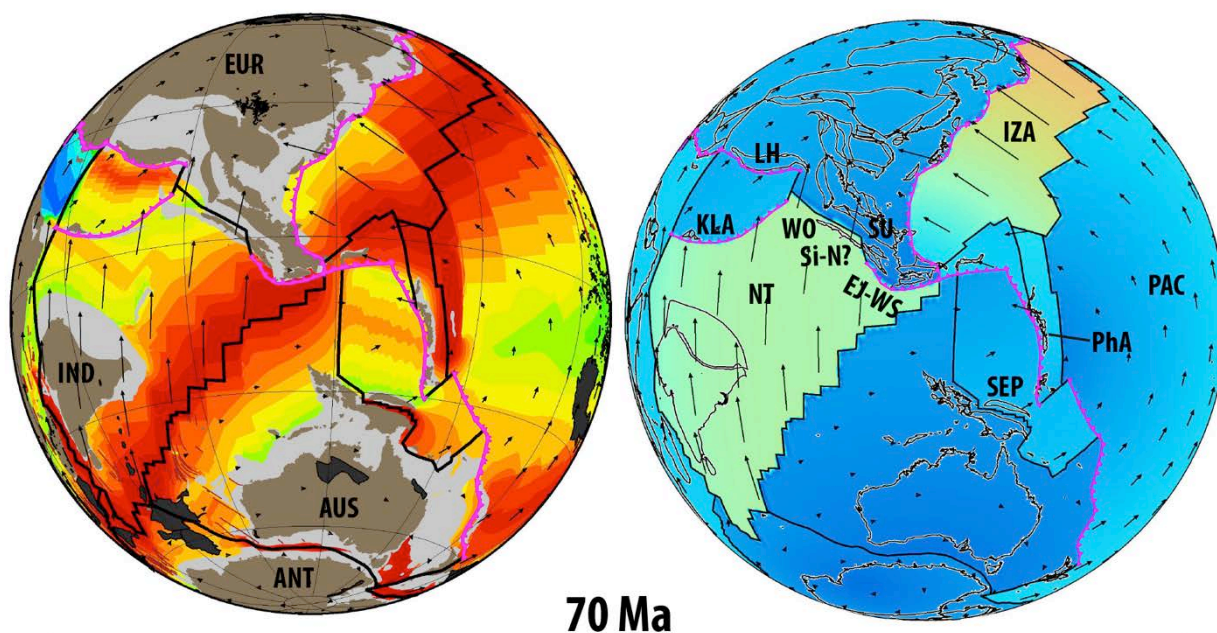 EUR
IND
AUS
ANT
IZA
LH
KLA
WO
SU
Si-N?
NT
EJ-WS
PAC
PhA
SEP
70 Ma